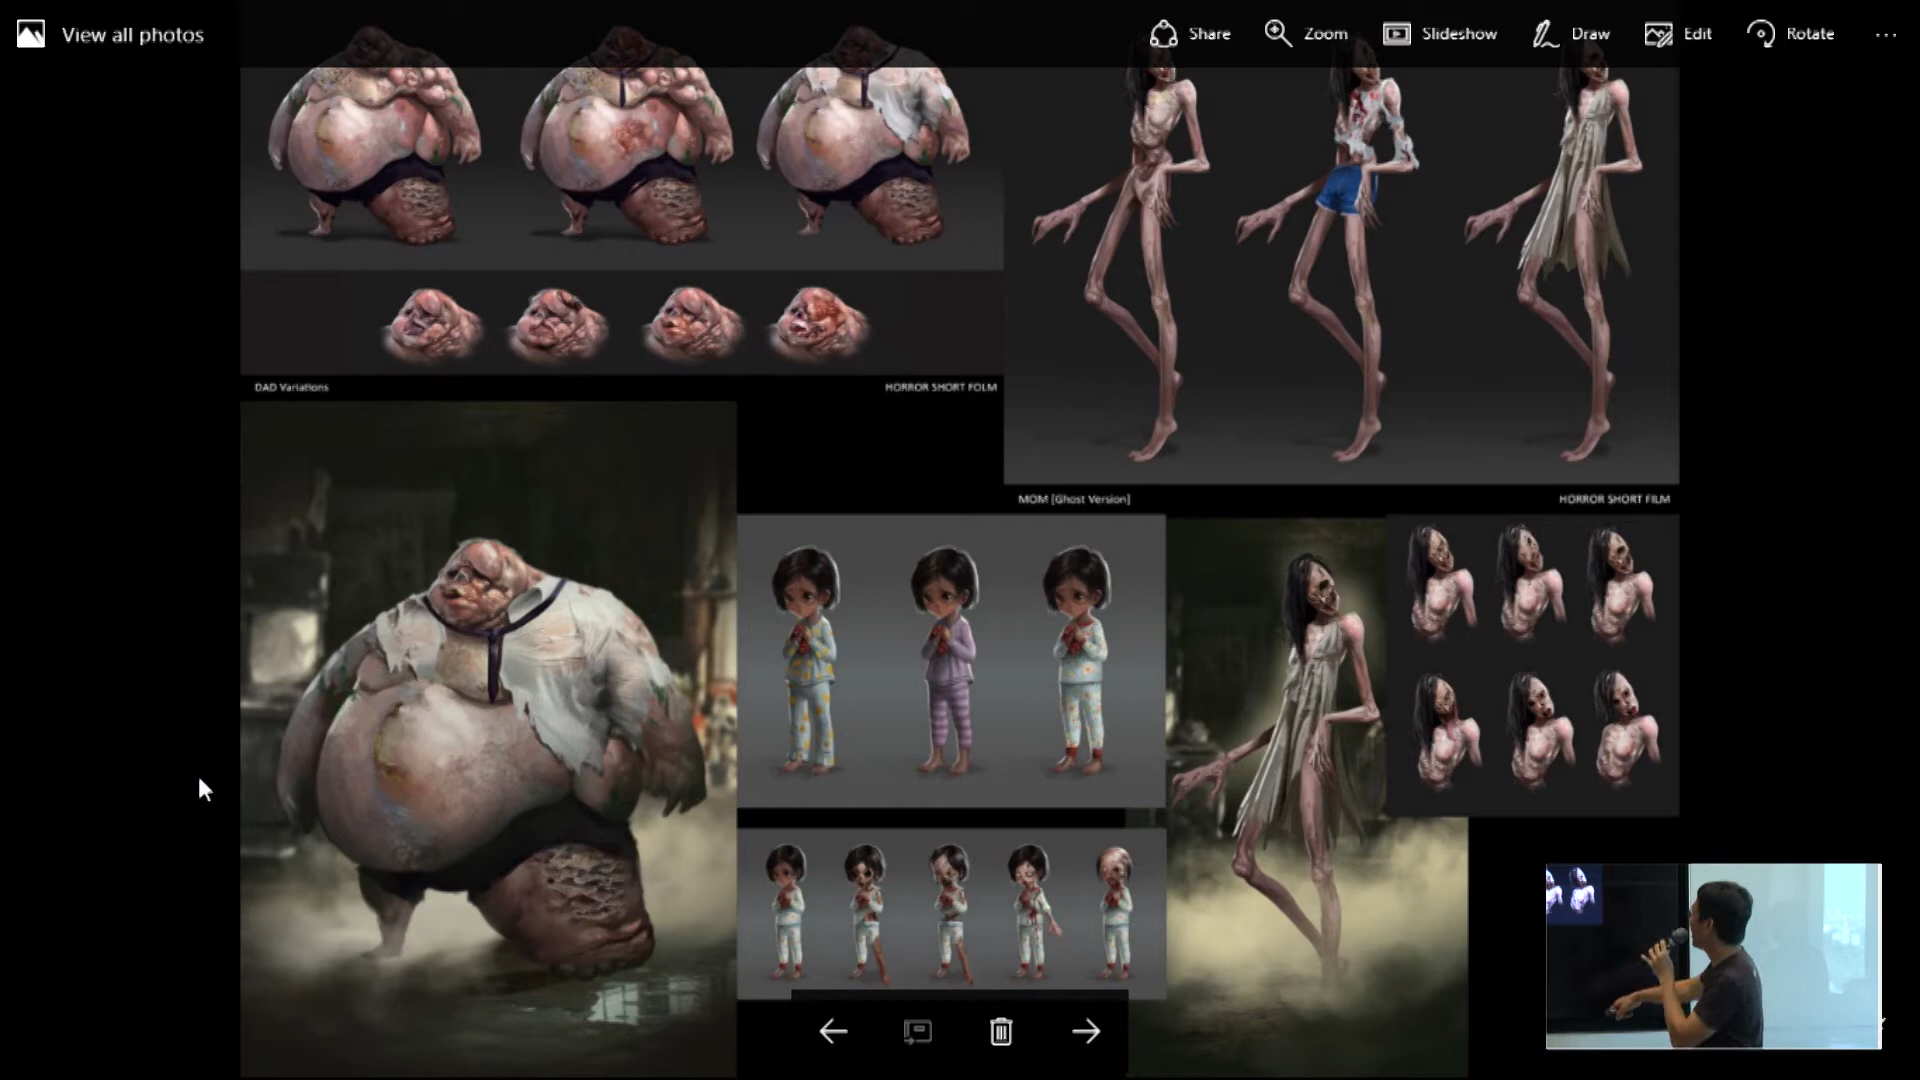 View all photos
Share
Zoom
Slideshow
Draw
Edit
Rotate
DAD Variations
HORROR SHORT FOLM
MOM [Ghost Version]
HORROR SHORT FILM